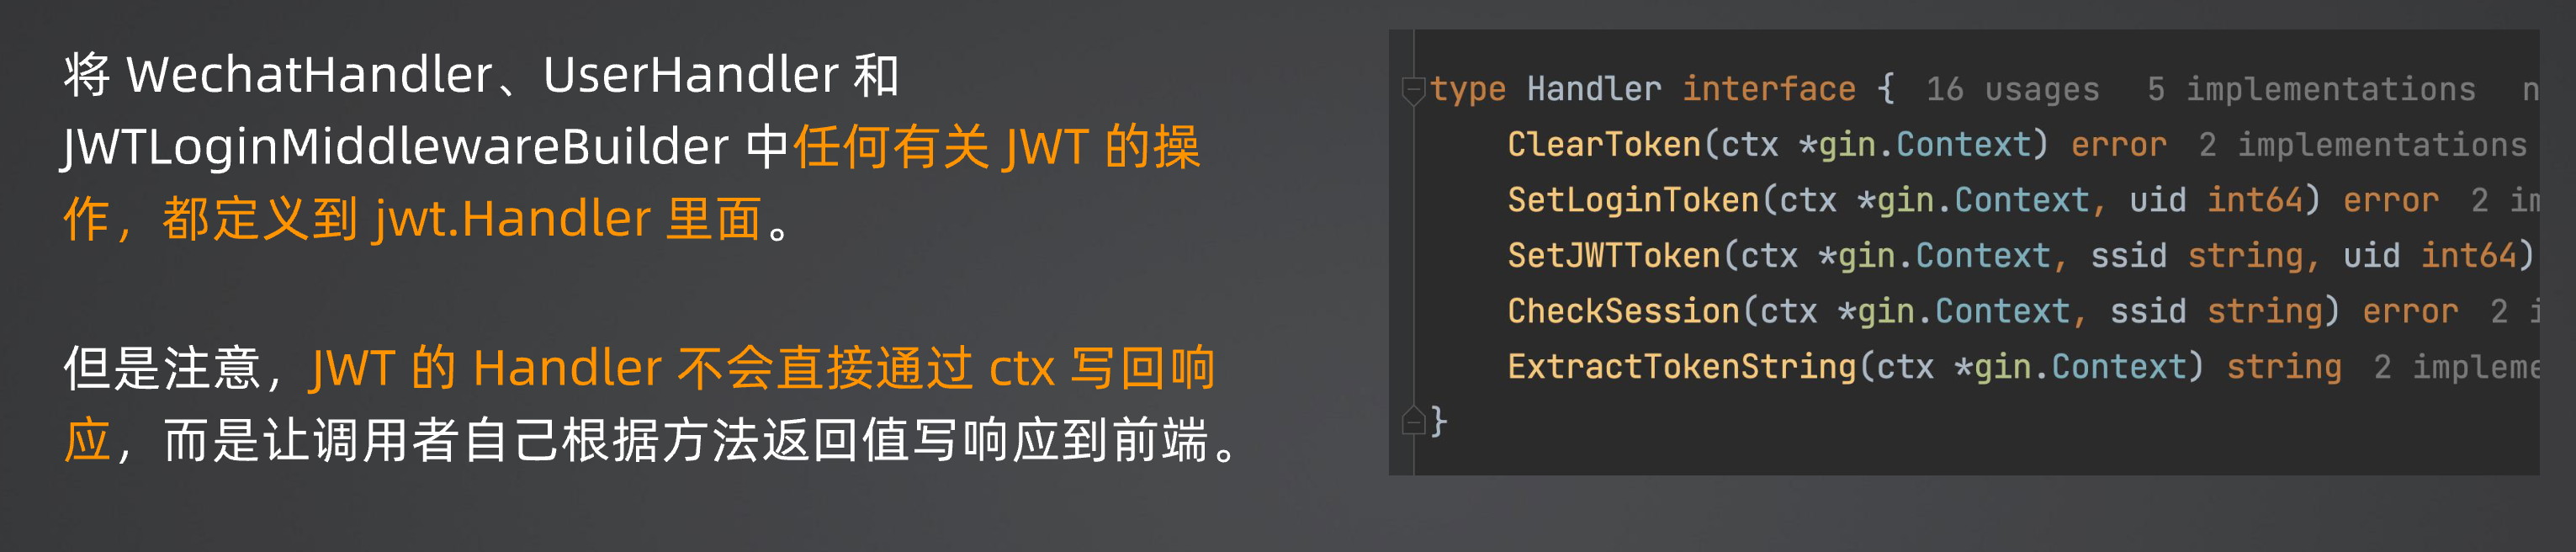 将 WechatHandler、UserHandler 和
JWTLoginMiddlewareBuilder 中任何有关 JWT 的操
作，都定义到 jwt.Handler 里面。
但是注意，JWT 的 Handler 不会直接通过 ctx 写回响
应，而是让调用者自己根据方法返回值写响应到前端。
type Handler interface { 16 usages 5 implementations n
ClearToken(ctx *gin.Context) error 2 implementations
SetLoginToken(ctx *gin.Context, uid int64) error 2 im
SetJWTToken(ctx *gin.Context, ssid string, uid int64)
CheckSession(ctx *gin.Context, ssid string) error 2 i
ExtractTokenString(ctx *gin.Context) string 2 impleme
}